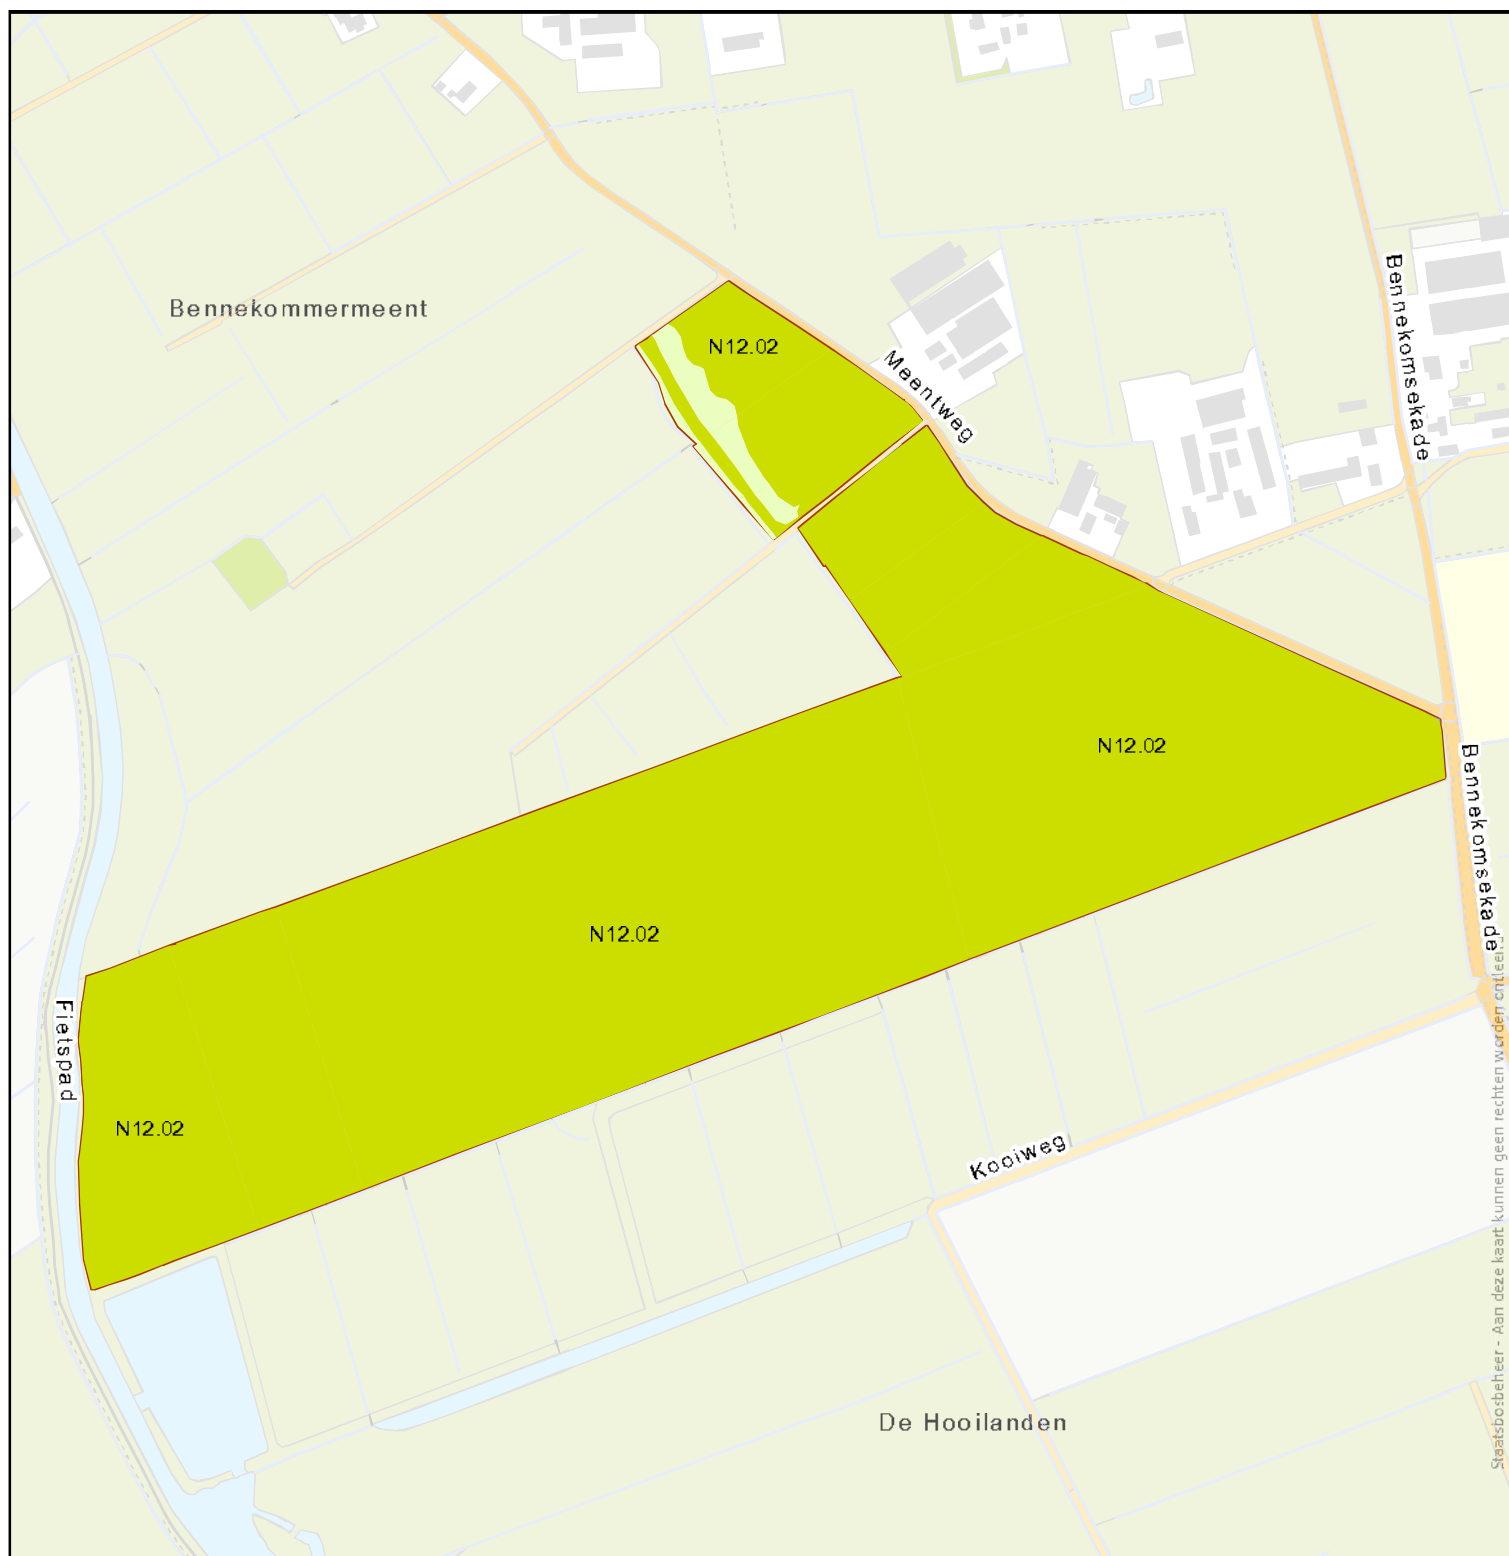 Bennekomsekade
Bennekommermeent
N12.02
Meentweg
N12.02
Bennekomsekade
N12.02
Fietspad
N12.02
Kooiweg
De Hooilanden
Staatsbosbeheer - Aan deze kaart kunnen geen rechten worden ontleend